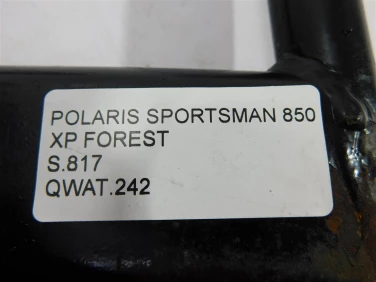 POLARIS SPORTSMAN 850
XP FOREST
S.817
QWAT.242